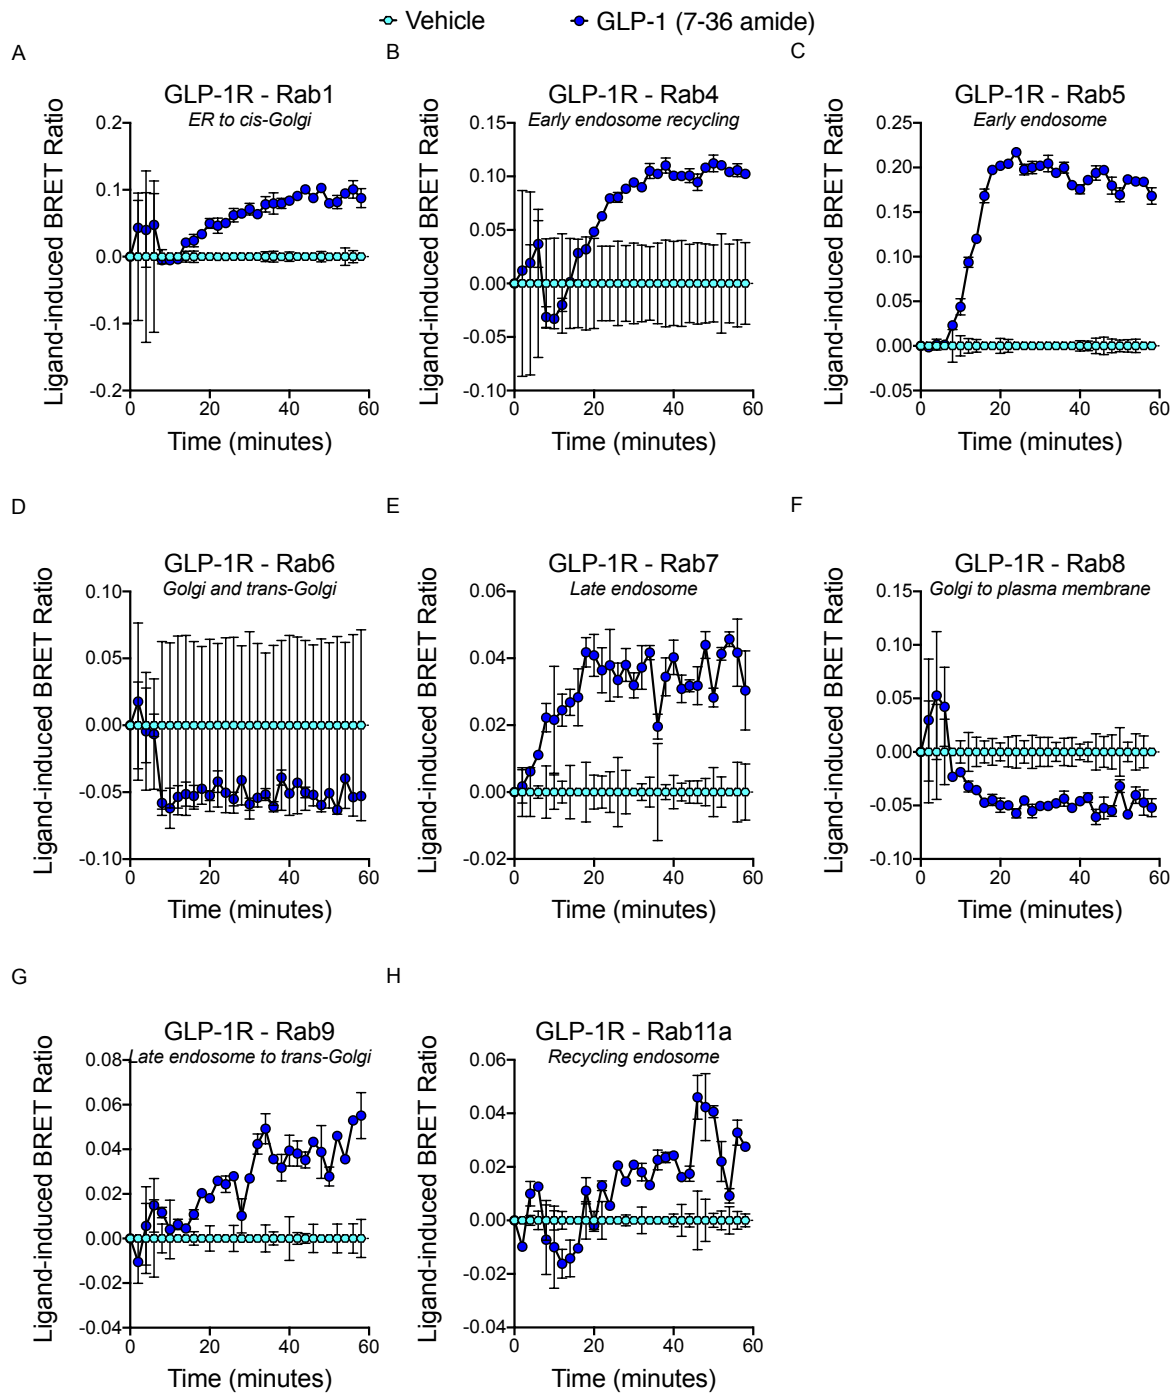 Vehicle
GLP-1 (7-36 amide)
A
GLP-1R - Rab1
ER to cis-Golgi
Ligand-induced BRET Ratio
0.2
0.1
0.0
-0.1
-0.2
0 20 40 60
Time (minutes)
B
GLP-1R - Rab4
Early endosome recycling
Ligand-induced BRET Ratio
0.15
0.10
0.05
0.00
-0.05
-0.10
0 20 40 60
Time (minutes)
C
GLP-1R - Rab5
Early endosome
Ligand-induced BRET Ratio
0.25
0.20
0.15
0.10
0.05
0.00
-0.05
0 20 40 60
Time (minutes)
D
GLP-1R - Rab6
Golgi and trans-Golgi
Ligand-induced BRET Ratio
0.10
0.05
0.00
-0.05
-0.10
0 20 40 60
Time (minutes)
E
GLP-1R - Rab7
Late endosome
Ligand-induced BRET Ratio
0.06
0.04
0.02
0.00
-0.02
0 20 40 60
Time (minutes)
F
GLP-1R - Rab8
Golgi to plasma membrane
Ligand-induced BRET Ratio
0.15
0.10
0.05
0.00
-0.05
-0.10
0 20 40 60
Time (minutes)
G
GLP-1R - Rab9
Late endosome to trans-Golgi
Ligand-induced BRET Ratio
0.08
0.06
0.04
0.02
0.00
-0.02
-0.04
0 20 40 60
Time (minutes)
H
GLP-1R - Rab11a
Recycling endosome
Ligand-induced BRET Ratio
0.06
0.04
0.02
0.00
-0.02
-0.04
0 20 40 60
Time (minutes)